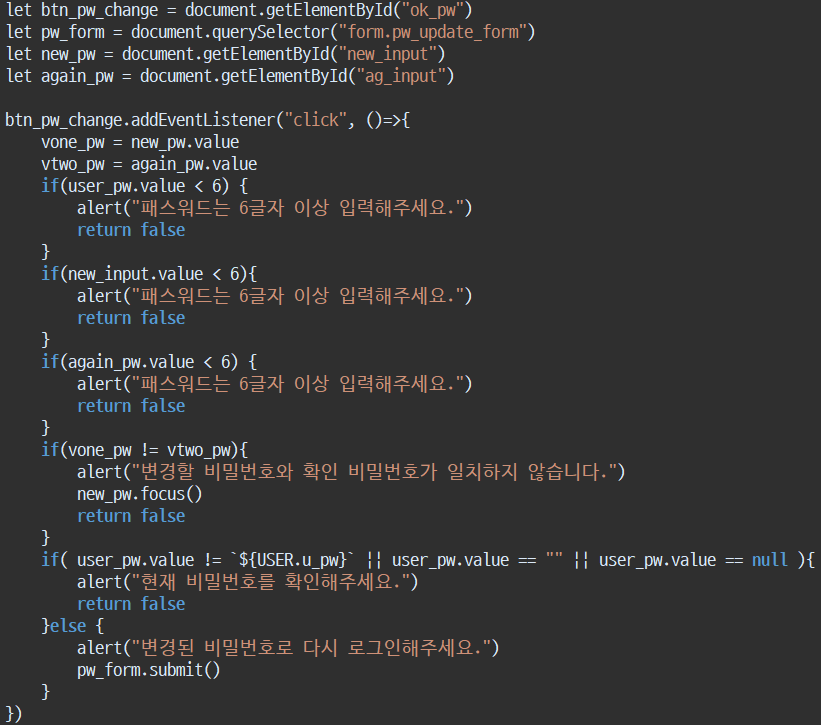 let btn_pw_change = document.getElementById("ok_pw")
let pw_form = document.querySelector("form.pw_update_form")
let new_pw = document.getElementById("new_input")
let again_pw = document.getElementById("ag_input")

btn_pw_change.addEventListener("click", ()=>{
    vone_pw = new_pw.value
    vtwo_pw = again_pw.value
    if(user_pw.value < 6) {
        alert("패스워드는 6글자 이상 입력해주세요.")
        return false
    }
    if(new_input.value < 6){
        alert("패스워드는 6글자 이상 입력해주세요.")
        return false
    }
    if(again_pw.value < 6) {
        alert("패스워드는 6글자 이상 입력해주세요.")
        return false
    }
    if(vone_pw != vtwo_pw){
        alert("변경할 비밀번호와 확인 비밀번호가 일치하지 않습니다.")
        new_pw.focus()
        return false
    }
    if( user_pw.value != `${USER.u_pw}` || user_pw.value == "" || user_pw.value == null ){
        alert("현재 비밀번호를 확인해주세요.")
        return false
    }else {
        alert("변경된 비밀번호로 다시 로그인해주세요.")
        pw_form.submit()
    }
})